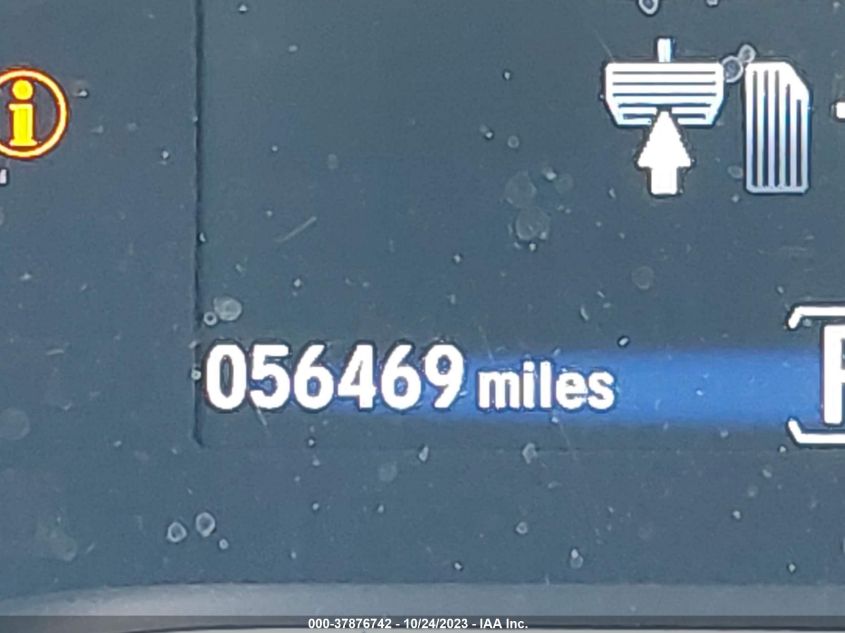 i
056469 miles
P
000-37876742 - 10/24/2023 - IAA Inc.